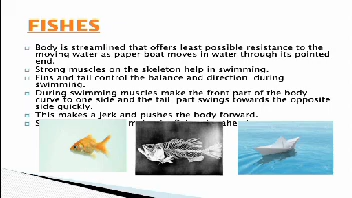 FISHES
Body is streamlined that offers least possible resistance to the
moving water as paper boat moves in water through its pointed
end.
Strong muscles on the skeleton help in swimming.
Fins and tail control the balance and direction during
swimming.
During swimming muscles make the front part of the body
curve to one side and the tail part swings towards the opposite
side quickly.
This makes a jerk and pushes the body forward.